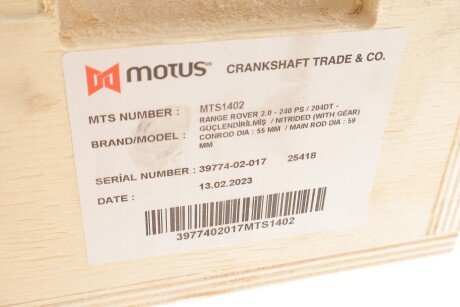 motus CRANKSHAFT TRADE & CO.
MTS NUMBER : MTS1402
BRAND/MODEL : RANGE ROVER 2.0 - 240 PS / 204DT -
GÜÇLENDİRİLMİŞ / NITRIDED (WITH GEAR)
CONROD DIA : 55 MM / MAIN ROD DIA : 59
MM
SERİAL NUMBER : 39774-02-017 25418
DATE : 13.02.2023
3977402017MTS1402